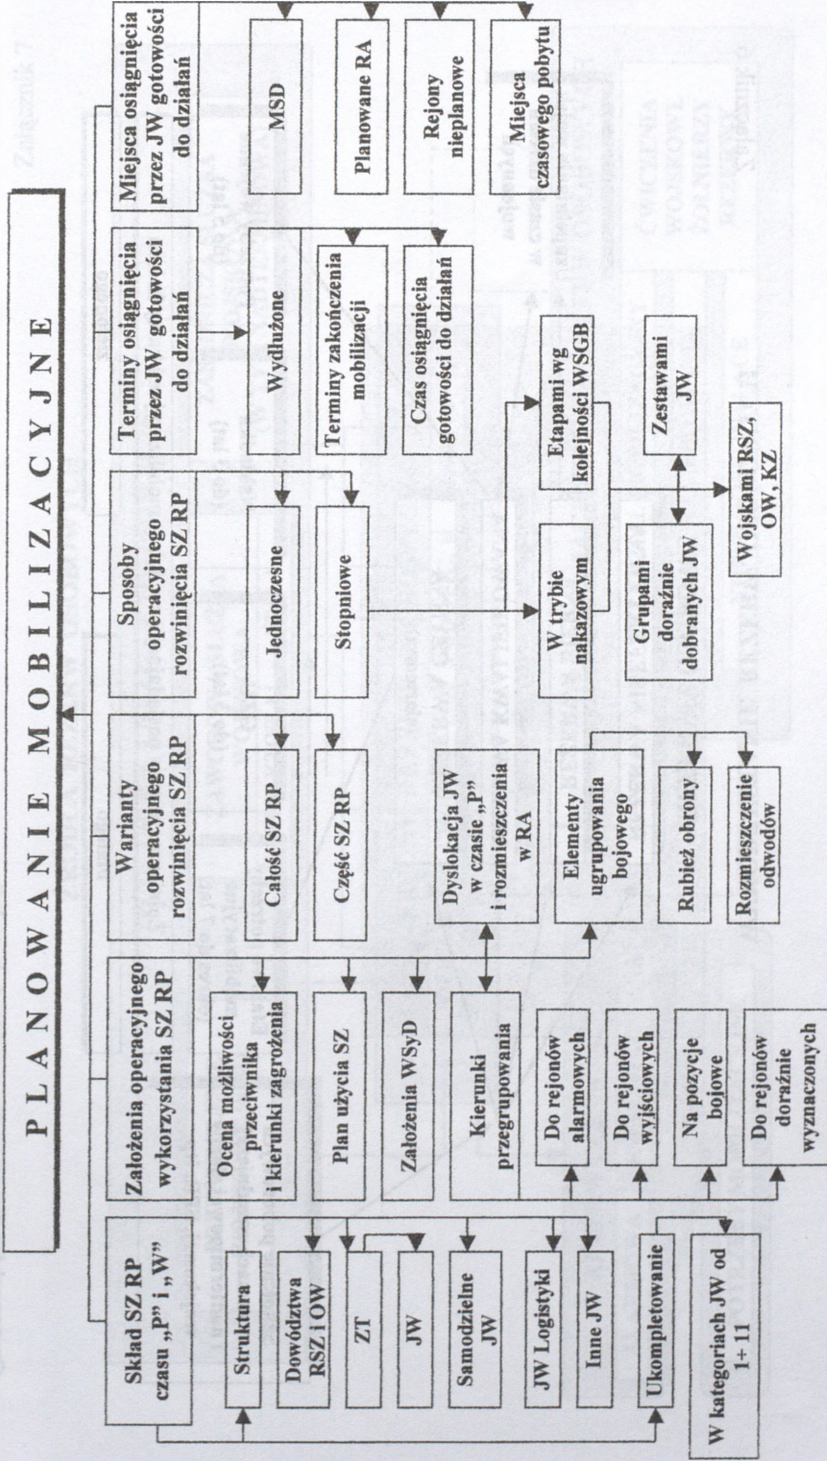 Załącznik 7
PLANOWANIE MOBILIZACYJNE
Skład SZ RP
czasu „P” i „W”
Struktura
Dowództwa
RSZ i OW
ZT
JW
Samodzielne
JW
JW Logistyki
Inne JW
Ukompletowanie
W kategoriach JW od
1÷11
Założenia operacyjnego
wykorzystania SZ RP
Ocena możliwości
przeciwnika
i kierunki zagrożenia
Plan użycia SZ
Założenia WSyD
Kierunki
przegrupowania
Do rejonów
alarmowych
Do rejonów
wyjściowych
Na pozycje
bojowe
Do rejonów
doraźnie
wyznaczonych
Warianty
operacyjnego
rozwinięcia SZ RP
Całość SZ RP
Część SZ RP
Dyslokacja JW
w czasie „P”
i rozmieszczenia
w RA
Elementy
ugrupowania
bojowego
Rubież obrony
Rozmieszczenie
odwodów
Sposoby
operacyjnego
rozwinięcia SZ RP
Jednoczesne
Stopniowe
W trybie
nakazowym
Etapami wg
kolejności WSGB
Grupami
doraźnie
dobranych JW
Zestawami
JW
Wojskami RSZ,
OW, KZ
Terminy osiągnięcia
przez JW gotowości
do działań
Wydłużone
Terminy zakończenia
mobilizacji
Czas osiągnięcia
gotowości do działań
Miejsca osiągnięcia
przez JW gotowości
do działań
MSD
Planowane RA
Rejony
nieplanowe
Miejsca
czasowego pobytu